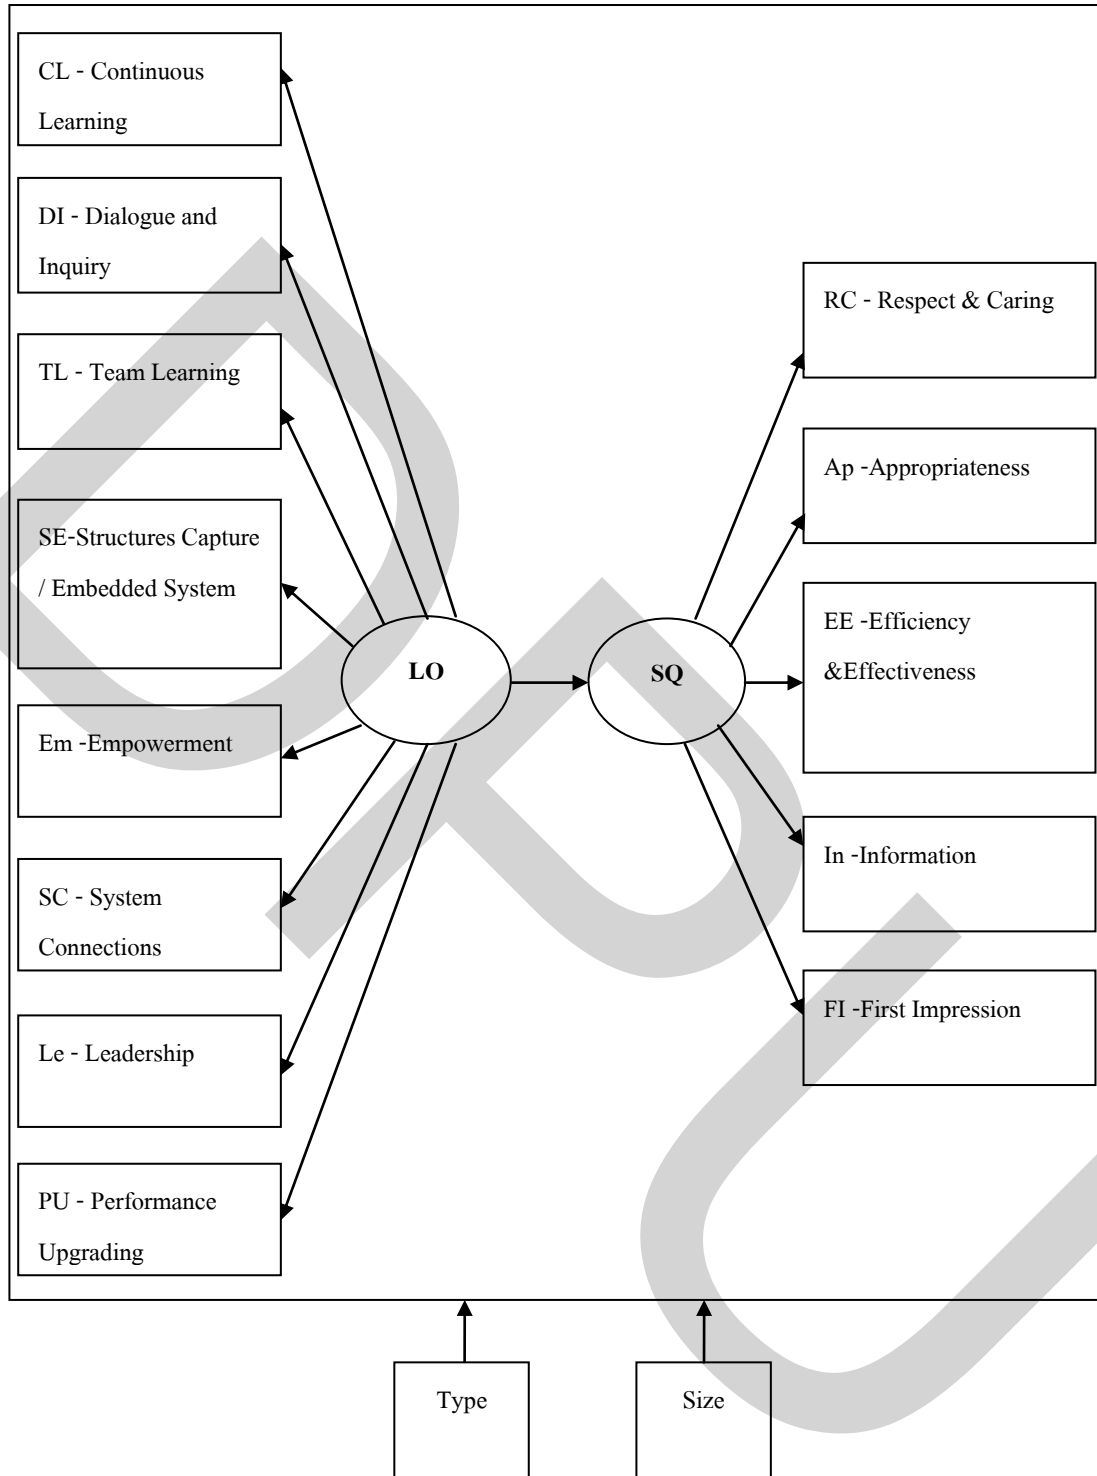 CL - Continuous
Learning
DI - Dialogue and
Inquiry
TL - Team Learning
SE-Structures Capture
/ Embedded System
Em -Empowerment
SC - System
Connections
Le - Leadership
PU - Performance
Upgrading
LO
SQ
RC - Respect & Caring
Ap -Appropriateness
EE -Efficiency
&Effectiveness
In -Information
FI -First Impression
Type
Size
DPU